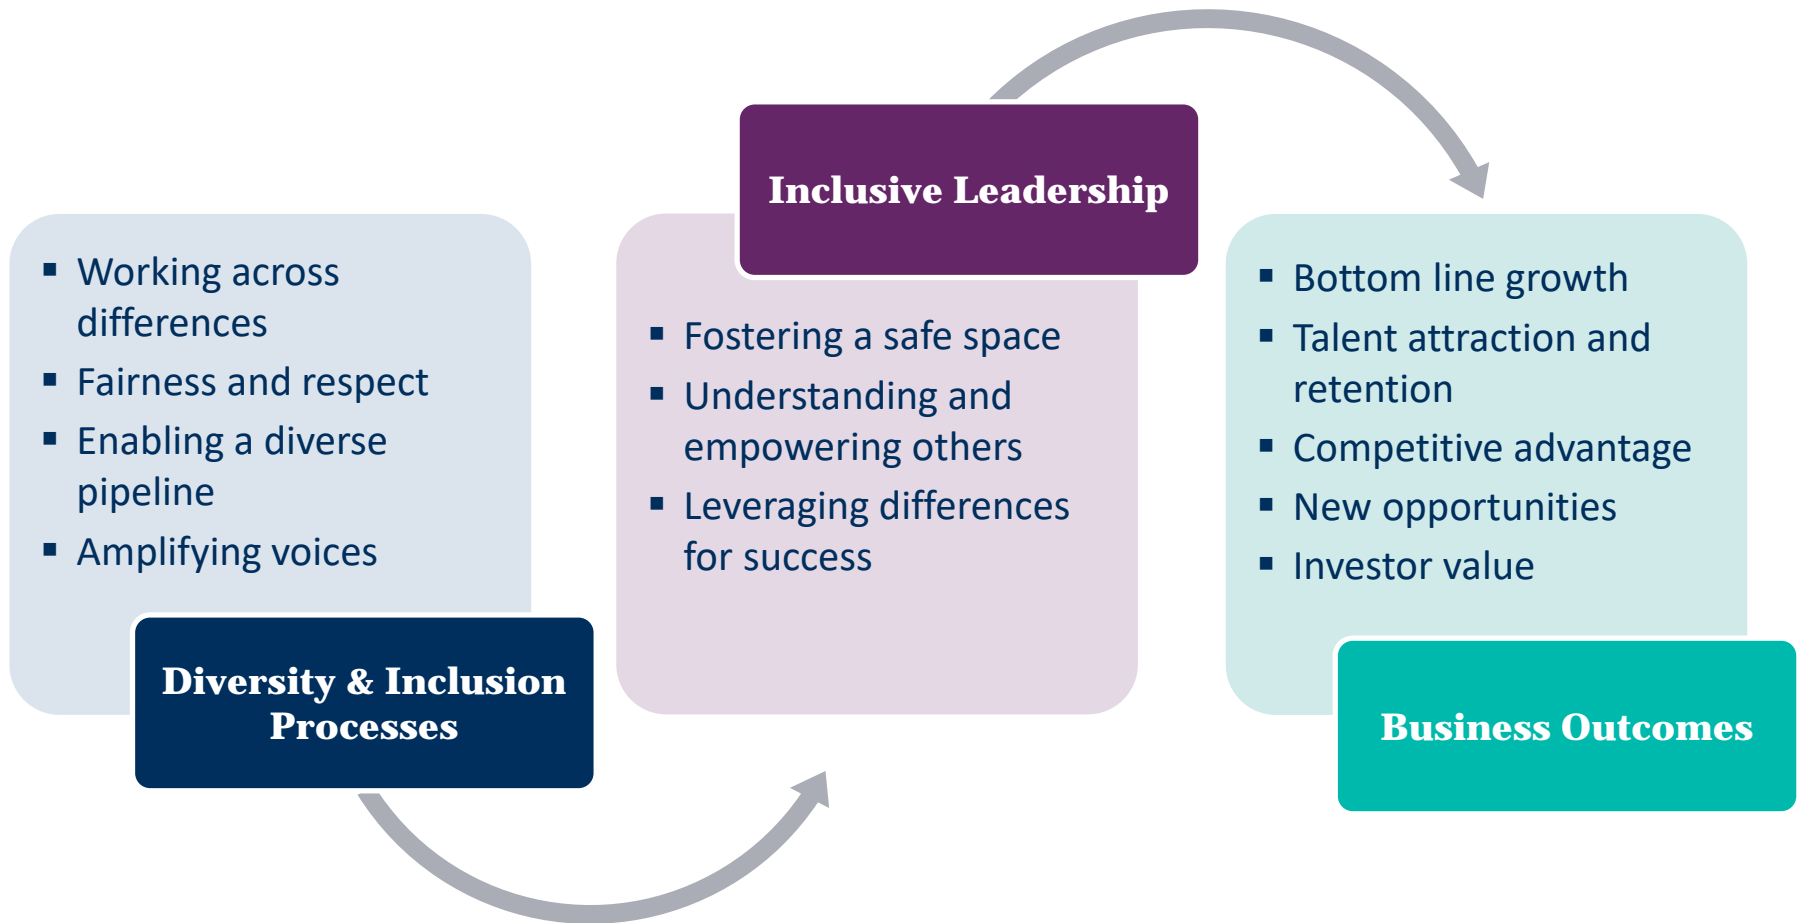 ▪ Working across
differences
▪ Fairness and respect
▪ Enabling a diverse
pipeline
▪ Amplifying voices
Diversity & Inclusion
Processes
Inclusive Leadership
▪ Fostering a safe space
▪ Understanding and
empowering others
▪ Leveraging differences
for success
▪ Bottom line growth
▪ Talent attraction and
retention
▪ Competitive advantage
▪ New opportunities
▪ Investor value
Business Outcomes